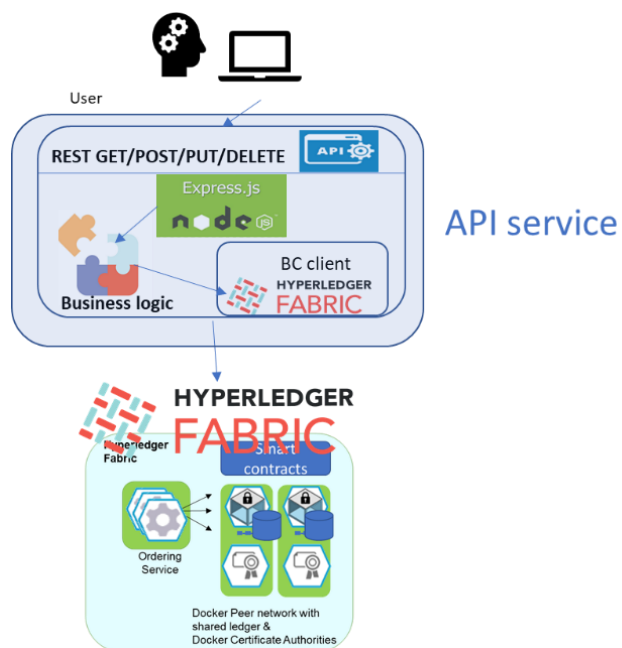 User
REST GET/POST/PUT/DELETE
API
Express.js
node
JS
API service
BC client
HYPERLEDGER
FABRIC
Business logic
HYPERLEDGER
FABRIC
Hyperledger
Fabric
Smart
contracts
Ordering
Service
Docker Peer network with
shared ledger &
Docker Certificate Authorities